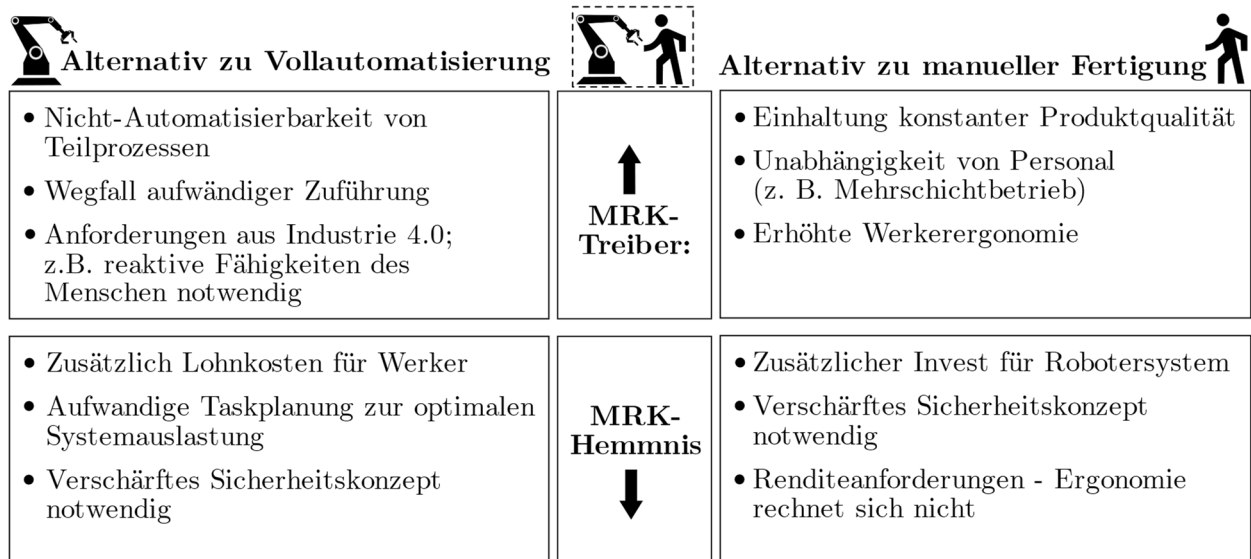 Alternativ zu Vollautomatisierung
Alternativ zu manueller Fertigung
• Nicht-Automatisierbarkeit von
Teilprozessen
• Wegfall aufwändiger Zuführung
• Anforderungen aus Industrie 4.0;
z.B. reaktive Fähigkeiten des
Menschen notwendig
MRK-
Treiber:
• Einhaltung konstanter Produktqualität
• Unabhängigkeit von Personal
(z. B. Mehrschichtbetrieb)
• Erhöhte Werkerergonomie
• Zusätzlich Lohnkosten für Werker
• Aufwandige Taskplanung zur optimalen
Systemauslastung
• Verschärftes Sicherheitskonzept
notwendig
MRK-
Hemmnis
• Zusätzlicher Invest für Robotersystem
• Verschärftes Sicherheitskonzept
notwendig
• Renditeanforderungen - Ergonomie
rechnet sich nicht